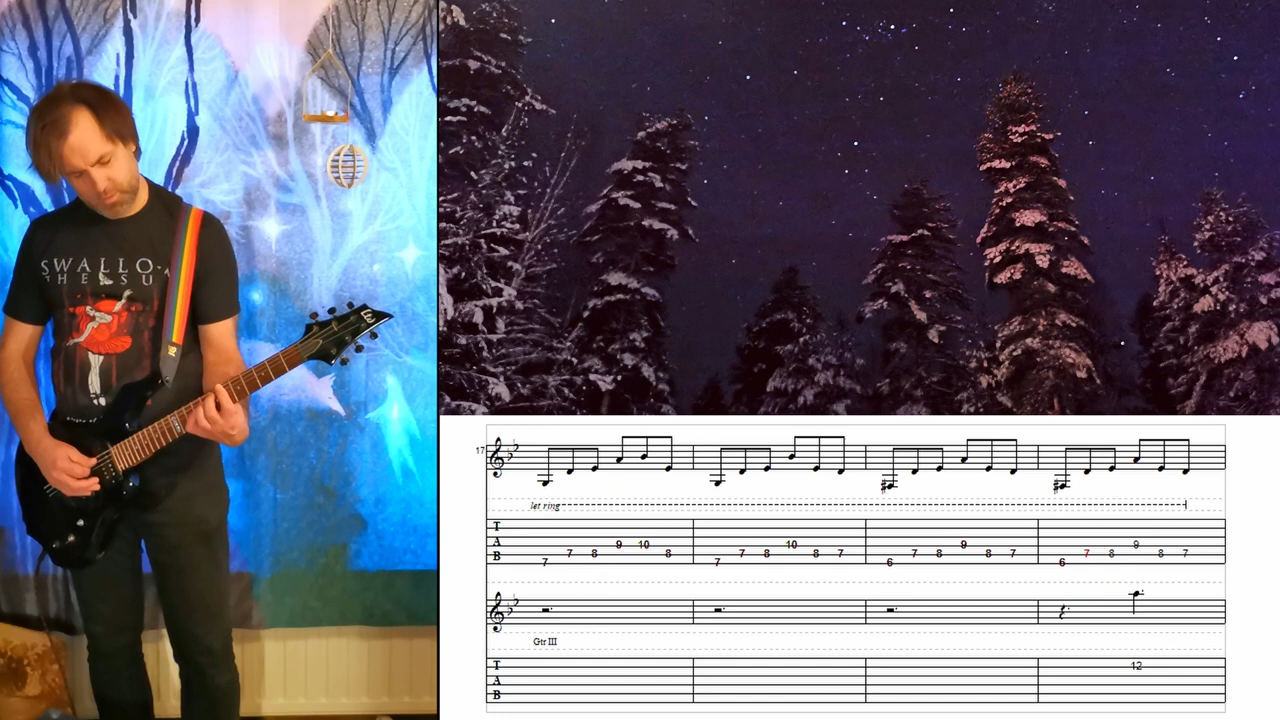 SWALLO
THE SU
Ltd
17
let ring
T
A
B
7 7 8 9 10 8 7 7 8 10 8 7 6 7 8 9 8 7 6 7 8 9 8 7
Gtr III
T
A
B
12